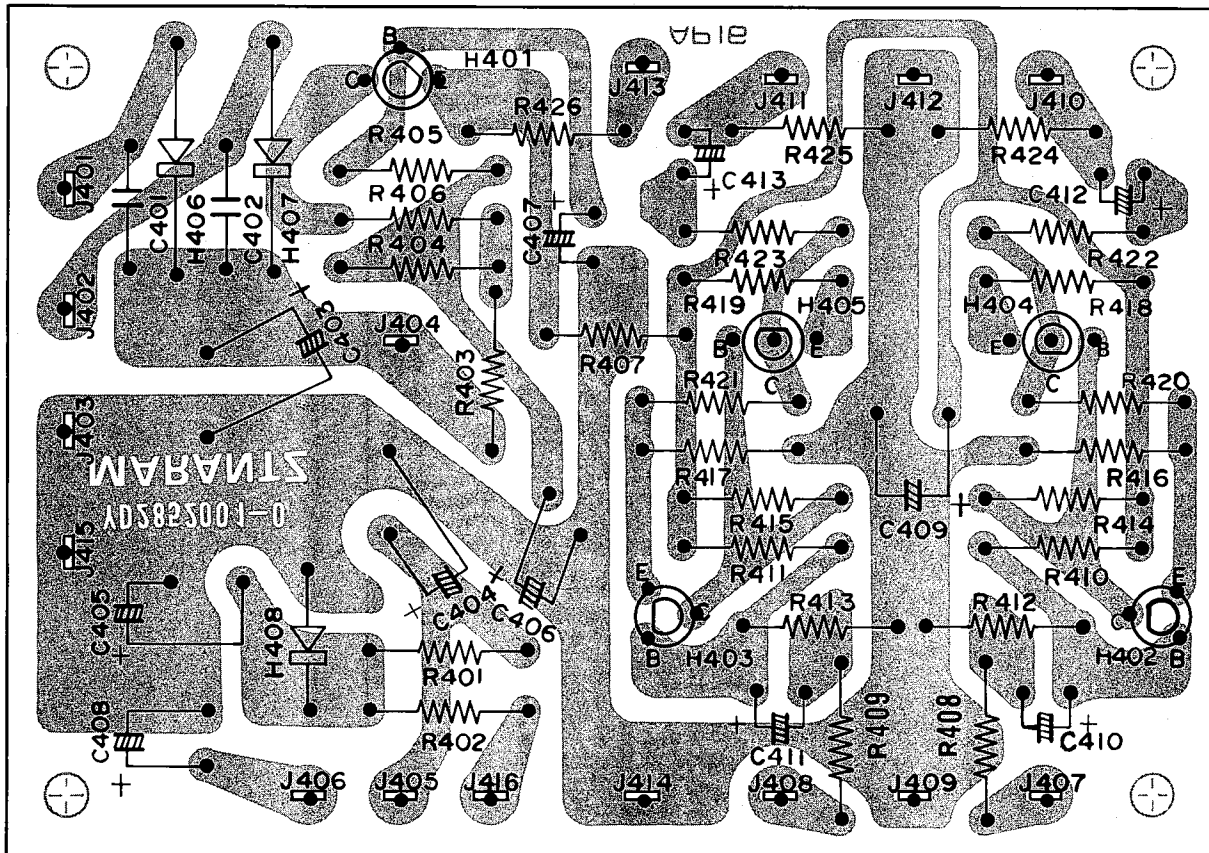 B
H401
AP16
C
E
J413
J411
J412
J410
R426
R405
R425
R424
J401
C401
H406
C402
H407
R406
C407
+
C413
+
C412
+
R404
R423
R422
J402
+
C403
J404
R419
H405
H404
R418
R403
R407
B
E
E
B
C
C
R421
R420
J403
MARANTZ
R417
R416
YD2852001-0
R415
C409
+
R414
J415
R411
R410
C405
+
H408
+
C404
+
C406
E
C
B
H403
R413
R412
E
C
B
H402
R401
C408
+
R402
+
C411
R409
R408
C410
+
J406
J405
J416
J414
J408
J409
J407